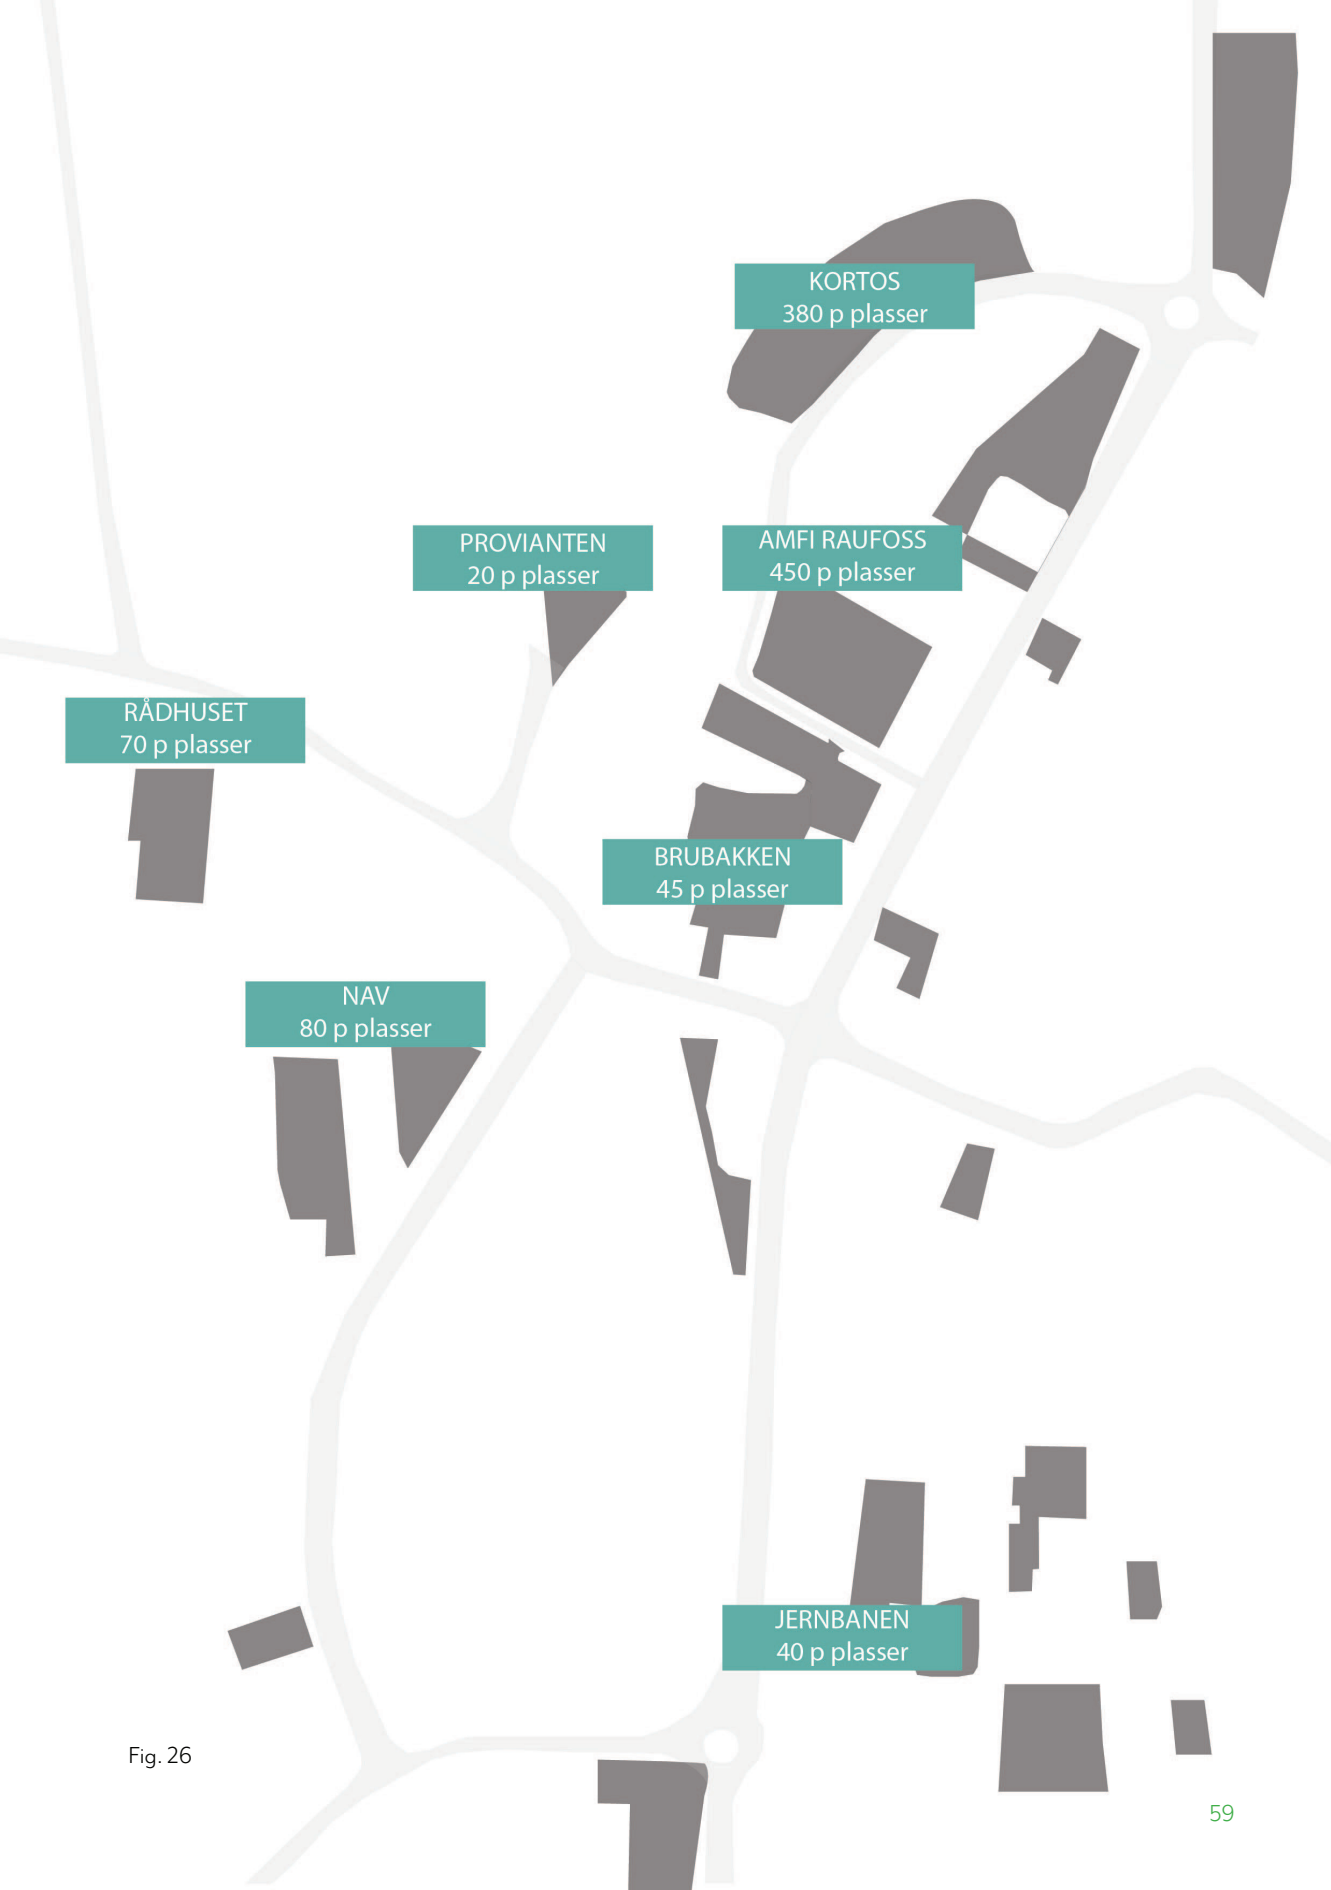 KORTOS
380 p plasser
PROVIANTEN
20 p plasser
AMFI RAUFOSS
450 p plasser
RÅDHUSET
70 p plasser
BRUBAKKEN
45 p plasser
NAV
80 p plasser
JERNBANEN
40 p plasser
Fig. 26
59